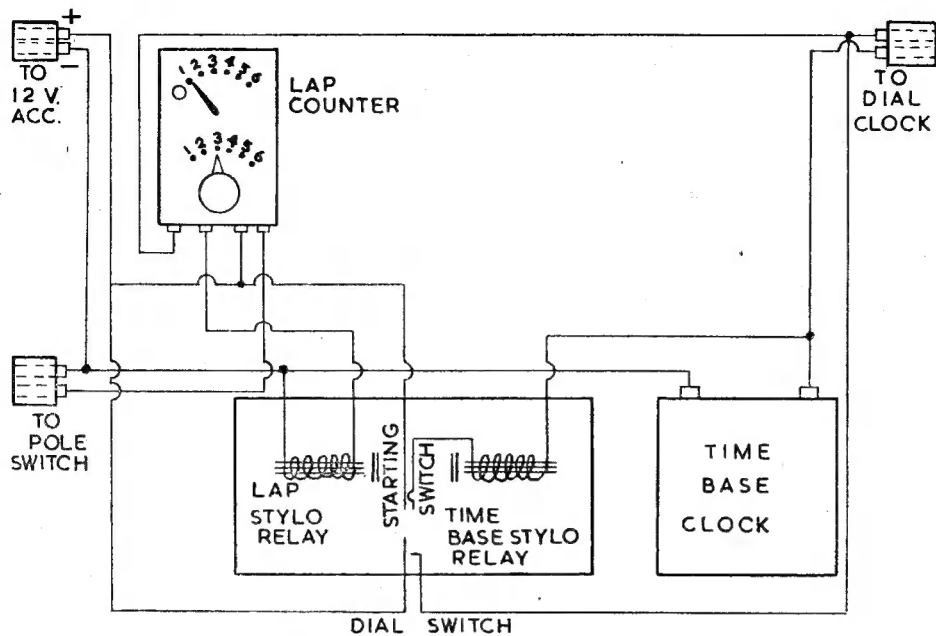 +
−
TO
12 V.
ACC.
1 2 3 4 5 6
LAP
COUNTER
1 2 3 4 5 6
TO
DIAL
CLOCK
TO
POLE
SWITCH
LAP
STYLO
RELAY
STARTING
SWITCH
TIME
BASE STYLO
RELAY
TIME
BASE
CLOCK
DIAL SWITCH